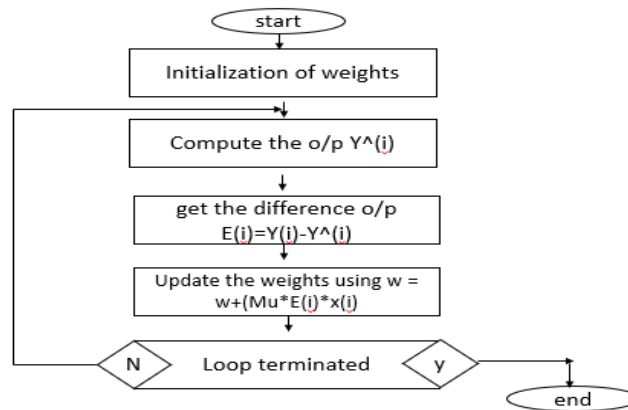 start
Initialization of weights
Compute the o/p Y^(i)
get the difference o/p
E(i)=Y(i)-Y^(i)
Update the weights using w =
w+(Mu*E(i)*x(i)
N
Loop terminated
y
end